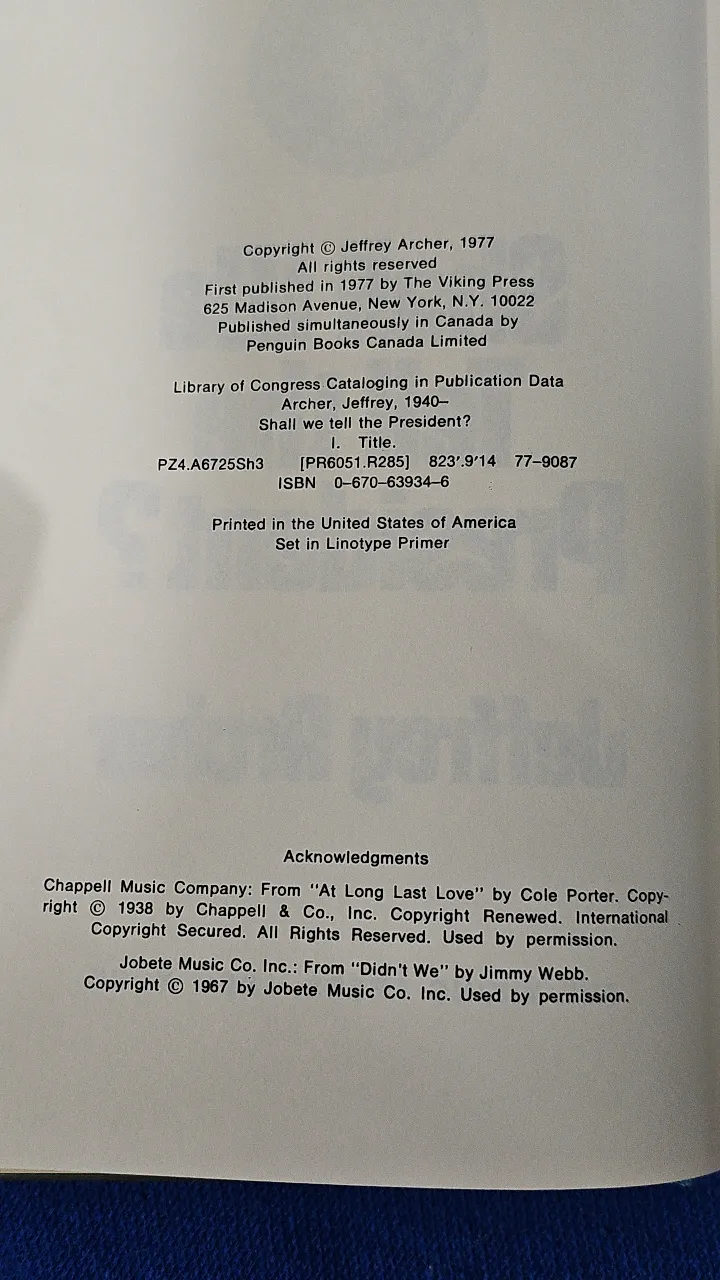 Copyright © Jeffrey Archer, 1977
All rights reserved
First published in 1977 by The Viking Press
625 Madison Avenue, New York, N.Y. 10022
Published simultaneously in Canada by
Penguin Books Canada Limited
Library of Congress Cataloging in Publication Data
Archer, Jeffrey, 1940–
Shall we tell the President?
I. Title.
PZ4.A6725Sh3 [PR6051.R285] 823'.9'14 77–9087
ISBN 0–670–63934–6
Printed in the United States of America
Set in Linotype Primer
Acknowledgments
Chappell Music Company: From "At Long Last Love" by Cole Porter. Copy-
right © 1938 by Chappell & Co., Inc. Copyright Renewed. International
Copyright Secured. All Rights Reserved. Used by permission.
Jobete Music Co. Inc.: From "Didn't We" by Jimmy Webb.
Copyright © 1967 by Jobete Music Co. Inc. Used by permission.